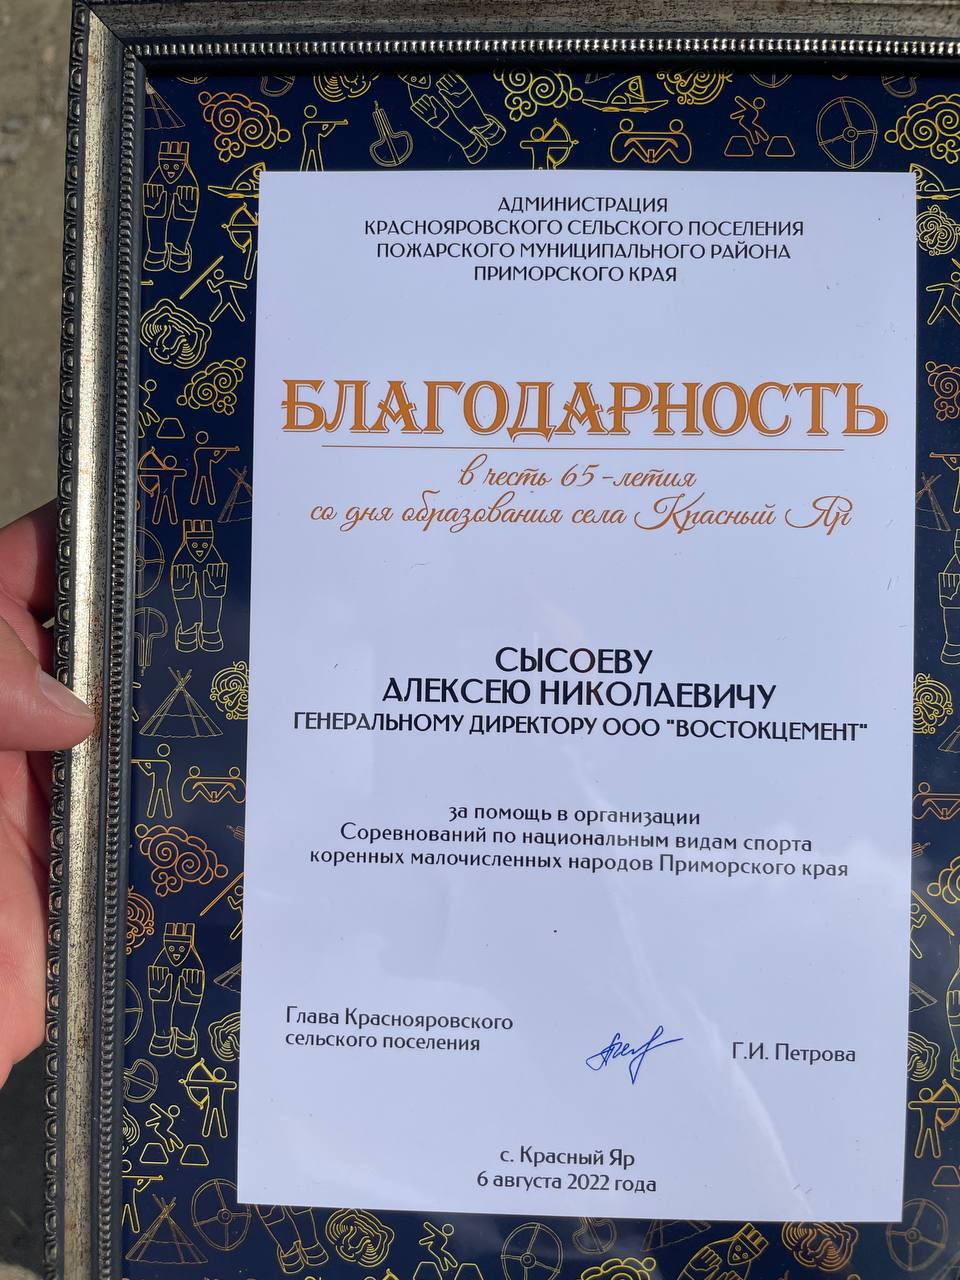 АДМИНИСТРАЦИЯ
КРАСНОЯРОВСКОГО СЕЛЬСКОГО ПОСЕЛЕНИЯ
ПОЖАРСКОГО МУНИЦИПАЛЬНОГО РАЙОНА
ПРИМОРСКОГО КРАЯ
БЛАГОДАРНОСТЬ
в честь 65-летия
со дня образования села Красный Яр
СЫСОЕВУ
АЛЕКСЕЮ НИКОЛАЕВИЧУ
ГЕНЕРАЛЬНОМУ ДИРЕКТОРУ ООО "ВОСТОКЦЕМЕНТ"
за помощь в организации
Соревнований по национальным видам спорта
коренных малочисленных народов Приморского края
Глава Краснояровского
сельского поселения
Г.И. Петрова
с. Красный Яр
6 августа 2022 года